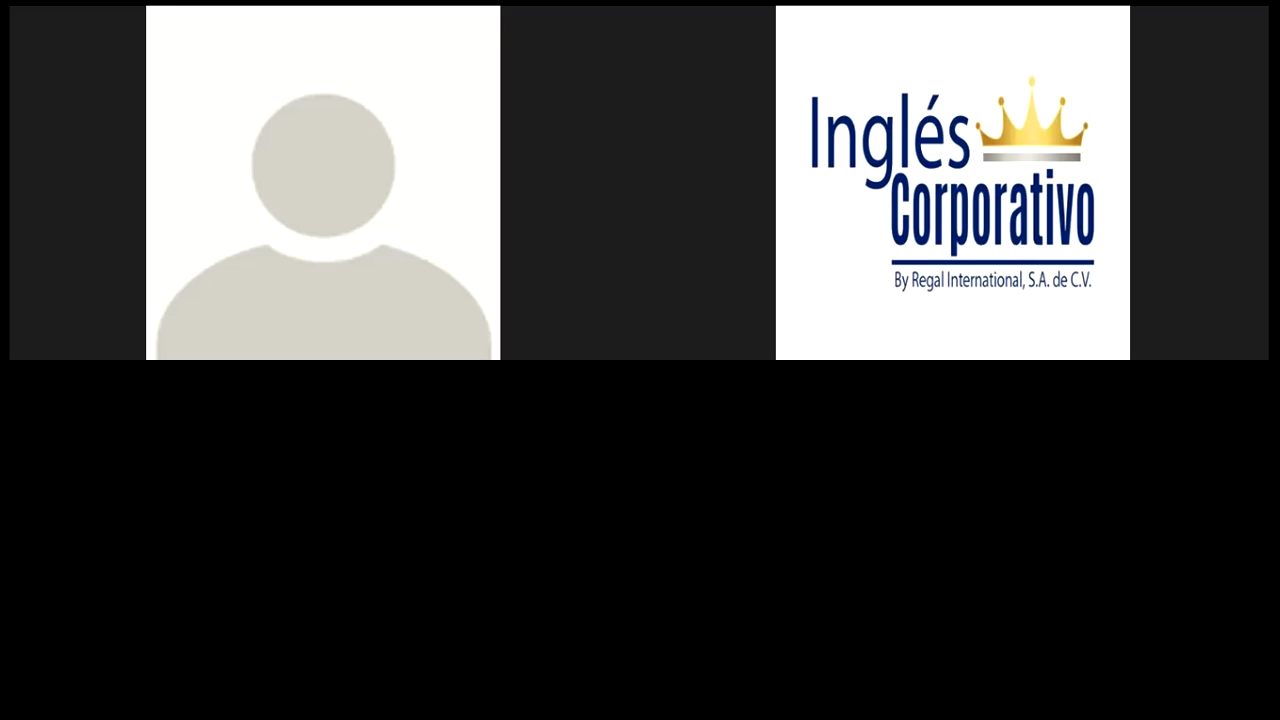 Inglés
Corporativo
By Regal International, S.A. de C.V.